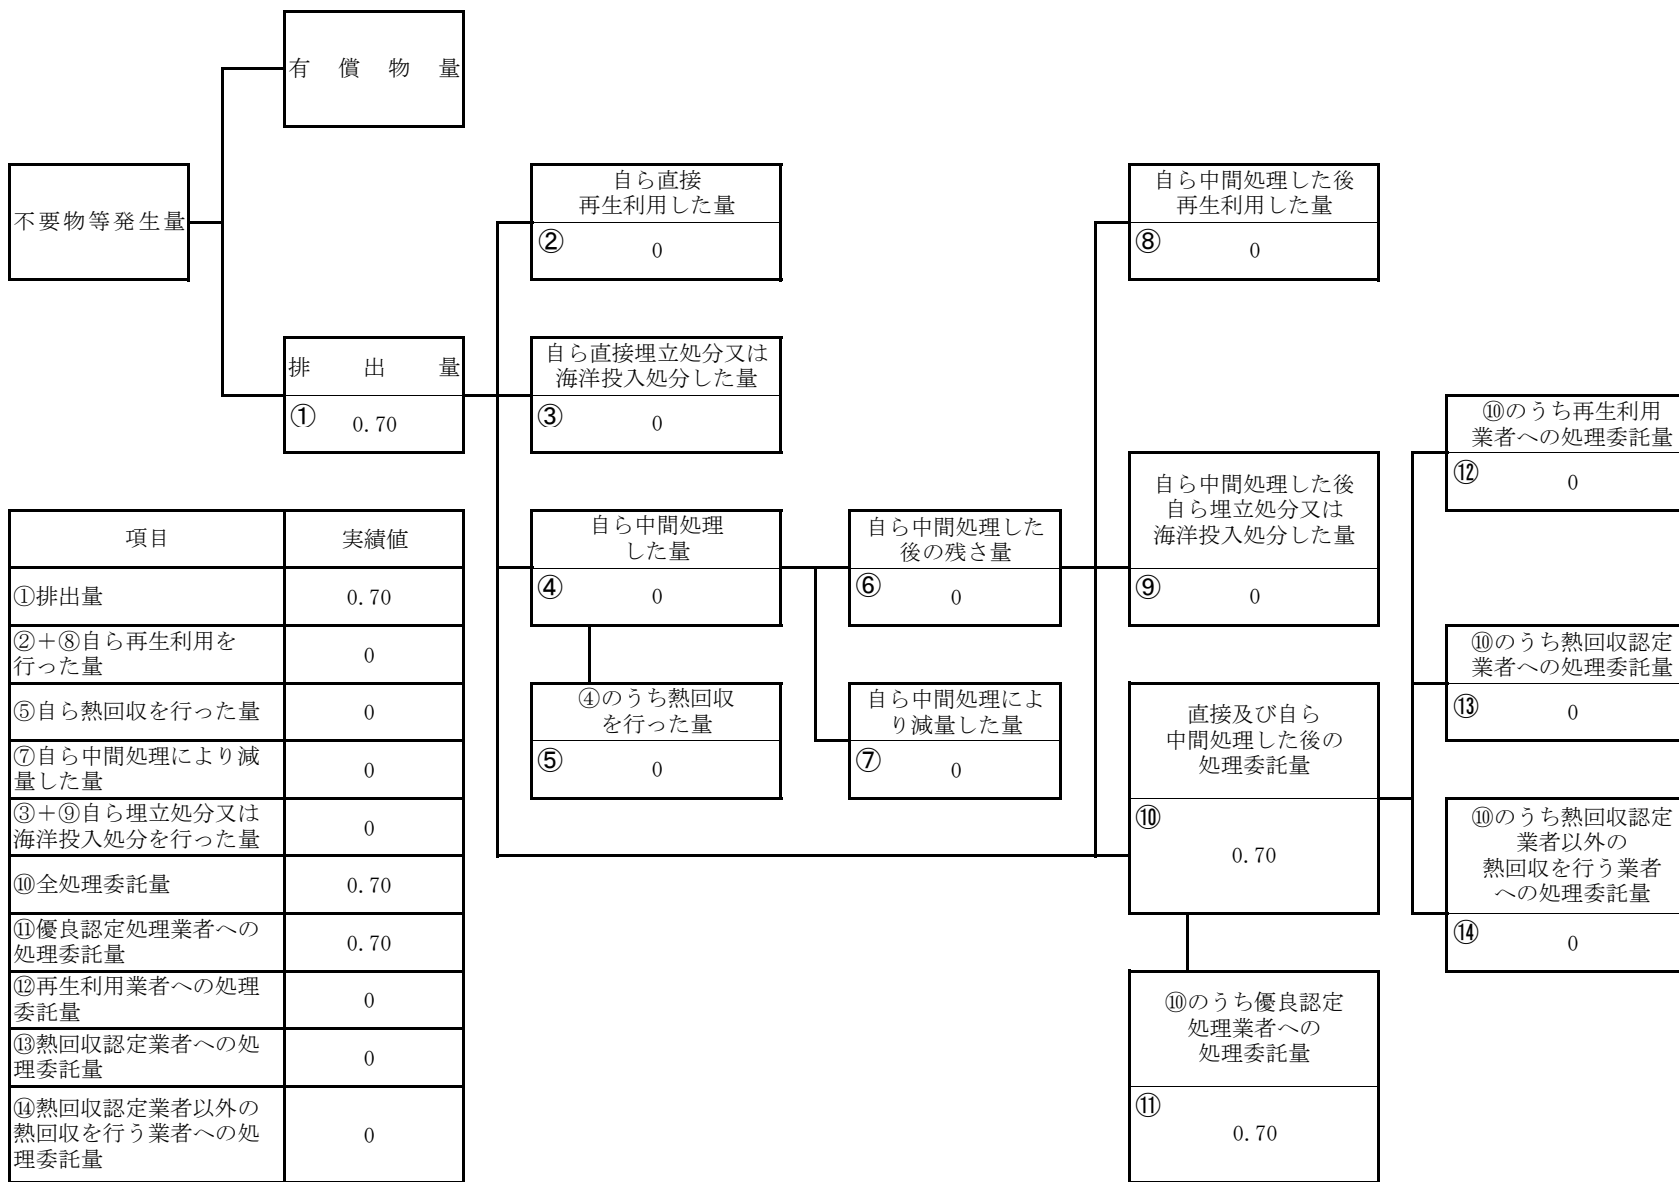 有償物量
不要物等発生量
自ら直接
再生利用した量
② 0
自ら中間処理した後
再生利用した量
⑧ 0
排出量
① 0.70
自ら直接埋立処分又は
海洋投入処分した量
③ 0
⑩のうち再生利用
業者への処理委託量
⑫ 0
自ら中間処理した後
自ら埋立処分又は
海洋投入処分した量
⑨ 0
自ら中間処理
した量
④ 0
自ら中間処理した
後の残さ量
⑥ 0
⑩のうち熱回収認定
業者への処理委託量
⑬ 0
④のうち熱回収
を行った量
⑤ 0
自ら中間処理によ
り減量した量
⑦ 0
直接及び自ら
中間処理した後の
処理委託量
⑩ 0.70
⑩のうち熱回収認定
業者以外の
熱回収を行う業者
への処理委託量
⑭ 0
⑩のうち優良認定
処理業者への
処理委託量
⑪ 0.70
項目 実績値
①排出量 0.70
②+⑧自ら再生利用を
行った量 0
⑤自ら熱回収を行った量 0
⑦自ら中間処理により減
量した量 0
③+⑨自ら埋立処分又は
海洋投入処分を行った量 0
⑩全処理委託量 0.70
⑪優良認定処理業者への
処理委託量 0.70
⑫再生利用業者への処理
委託量 0
⑬熱回収認定業者への処
理委託量 0
⑭熱回収認定業者以外の
熱回収を行う業者への処
理委託量 0